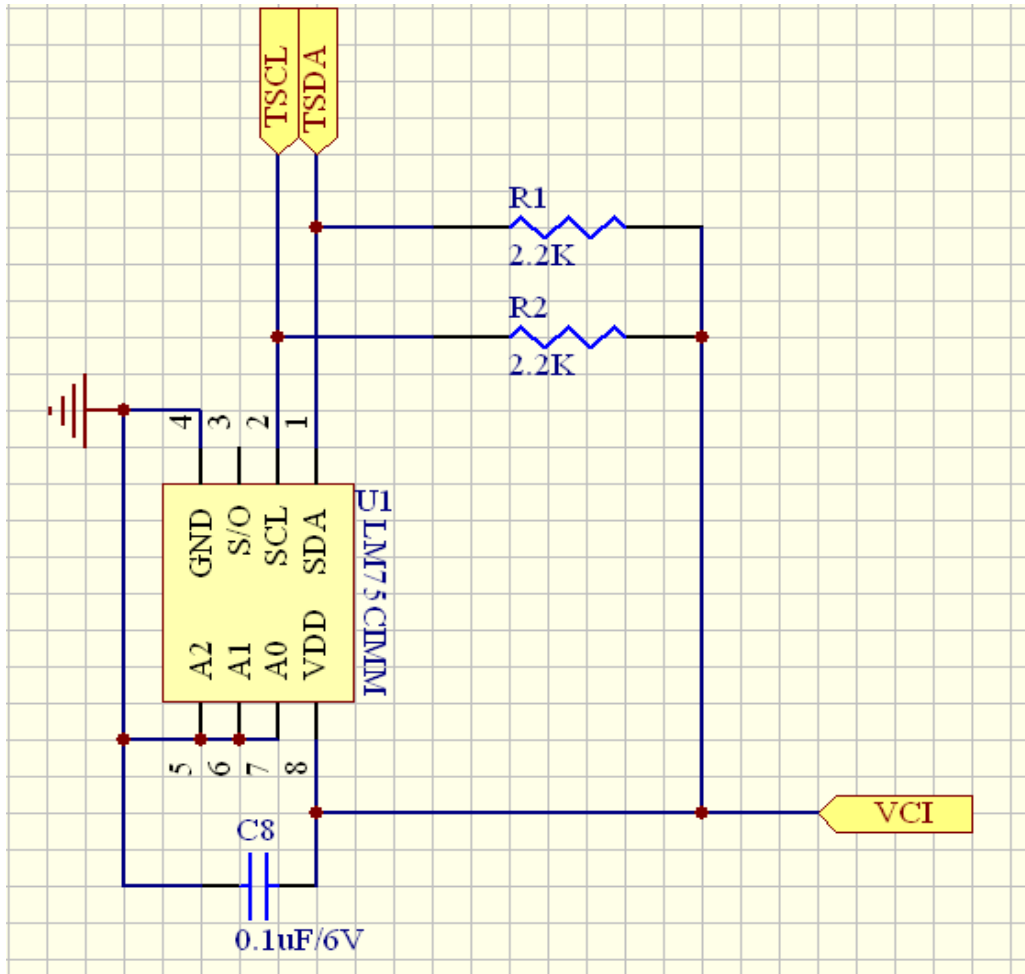 TSCL
TSDA
R1
2.2K
R2
2.2K
4
3
2
1
U1
LM75CIMM
GND
S/O
SCL
SDA
A2
A1
A0
VDD
5
6
7
8
VCI
C8
0.1uF/6V